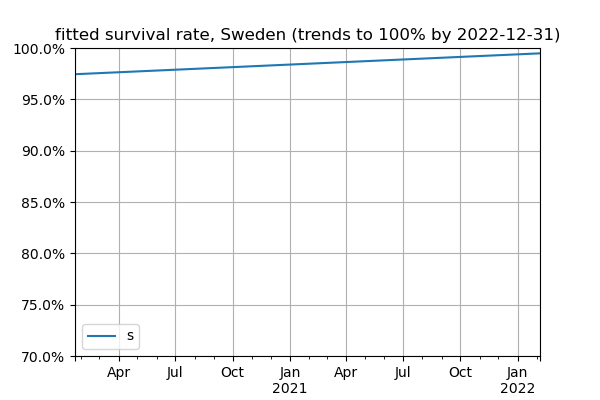 fitted survival rate, Sweden (trends to 100% by 2022-12-31)
100.0%
95.0%
90.0%
85.0%
80.0%
75.0%
70.0%
s
Apr Jul Oct Jan Apr Jul Oct Jan
2021 2022